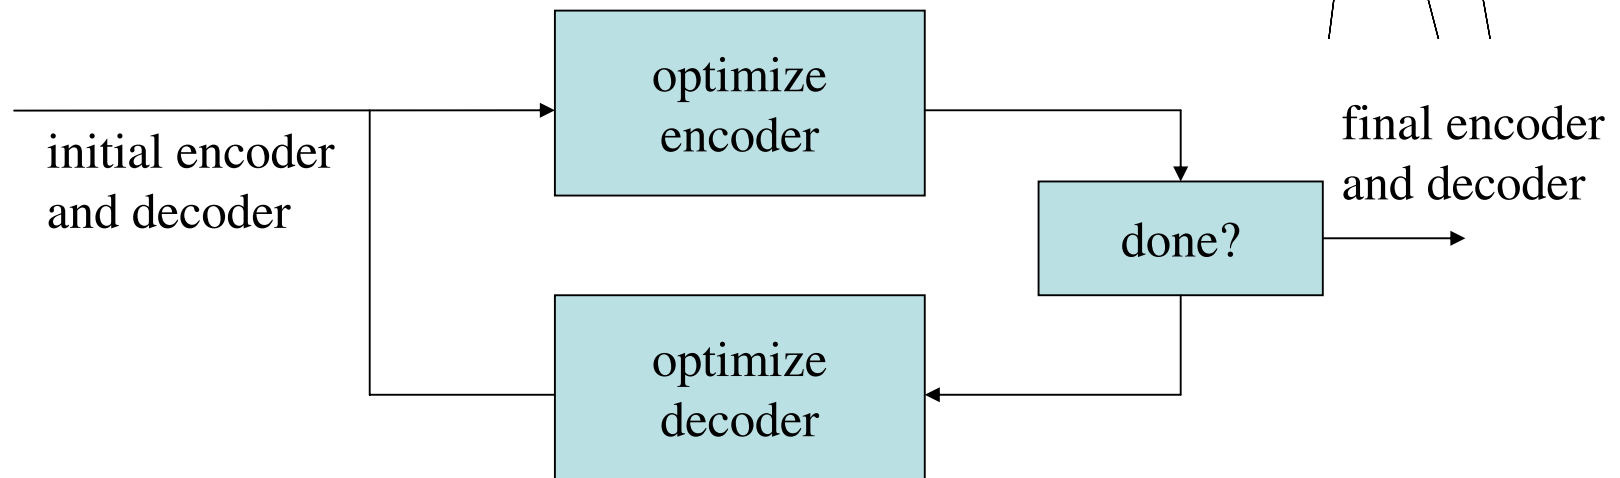 optimize
encoder
initial encoder
and decoder
final encoder
and decoder
done?
optimize
decoder